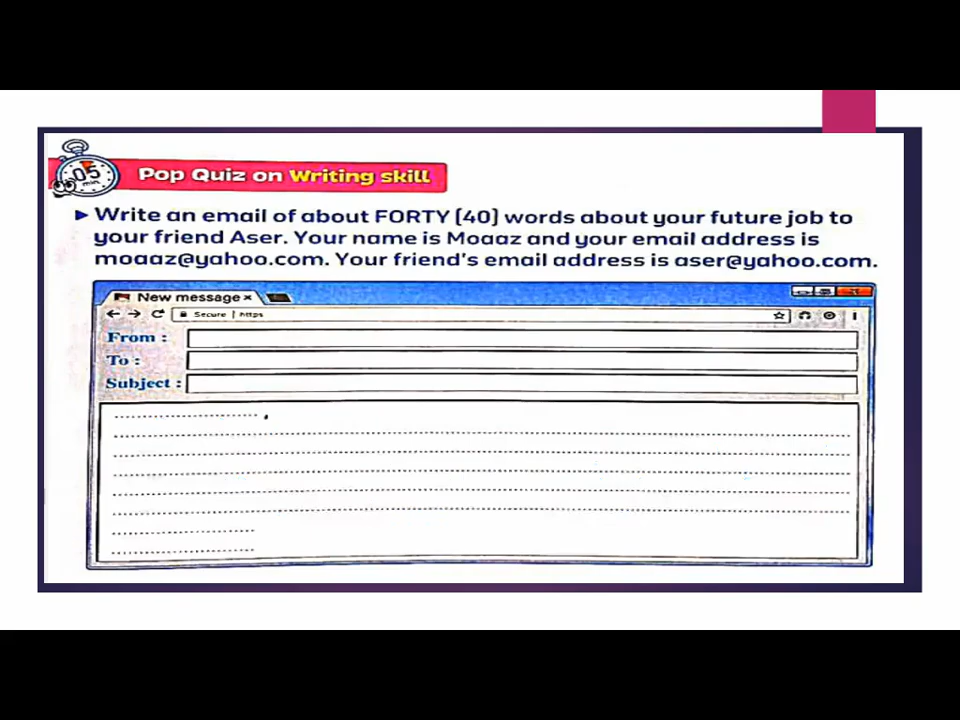 05
min
Pop Quiz on Writing skill
Write an email of about FORTY (40) words about your future job to
your friend Aser. Your name is Moaaz and your email address is
moaaz@yahoo.com. Your friend's email address is aser@yahoo.com.
New message ×
Secure | https
From :
To :
Subject :
,